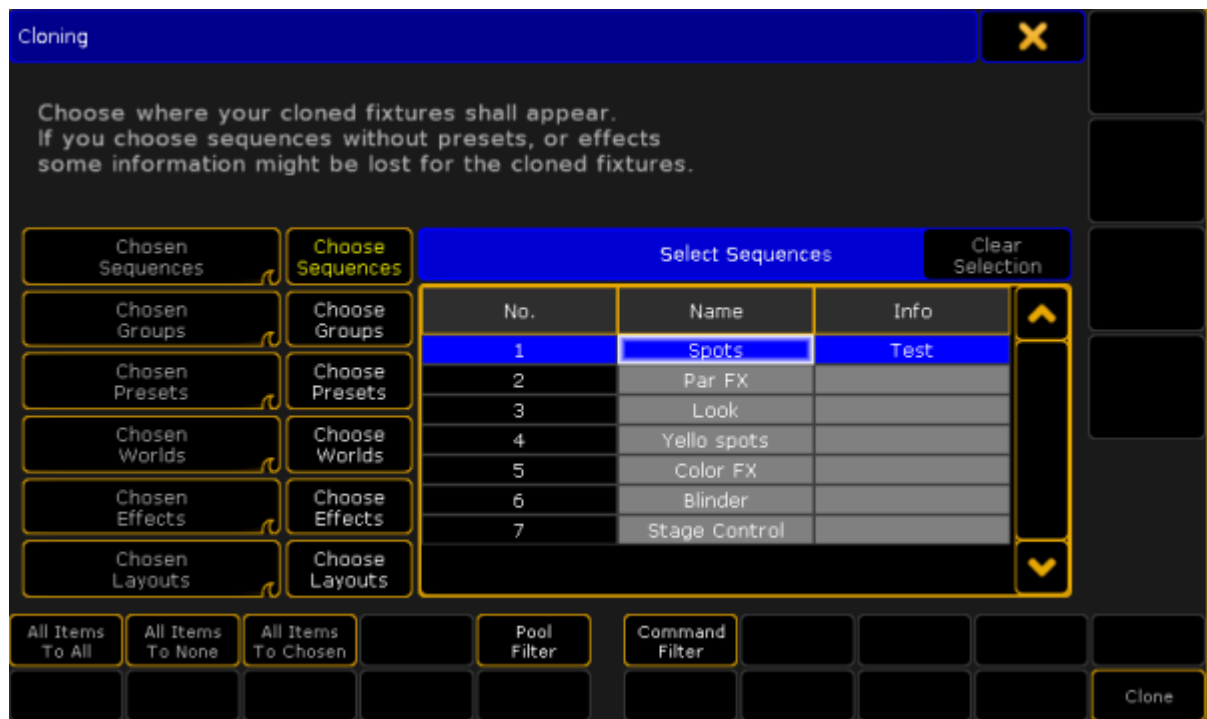 Cloning
Choose where your cloned fixtures shall appear.
If you choose sequences without presets, or effects
some information might be lost for the cloned fixtures.
Chosen
Sequences
Choose
Sequences
Select Sequences
Clear
Selection
Chosen
Groups
Choose
Groups
No. Name Info
1 Spots Test
Chosen
Presets
Choose
Presets
2 Par FX
3 Look
Chosen
Worlds
Choose
Worlds
4 Yello spots
5 Color FX
Chosen
Effects
Choose
Effects
6 Blinder
7 Stage Control
Chosen
Layouts
Choose
Layouts
All Items
To All
All Items
To None
All Items
To Chosen
Pool
Filter
Command
Filter
Clone